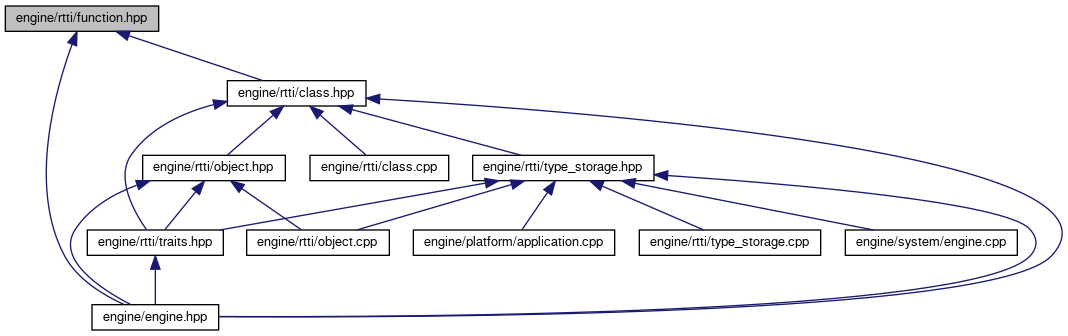 engine/rtti/function.hpp
engine/rtti/class.hpp
engine/rtti/object.hpp
engine/rtti/class.cpp
engine/rtti/type_storage.hpp
engine/rtti/traits.hpp
engine/rtti/object.cpp
engine/platform/application.cpp
engine/rtti/type_storage.cpp
engine/system/engine.cpp
engine/engine.hpp